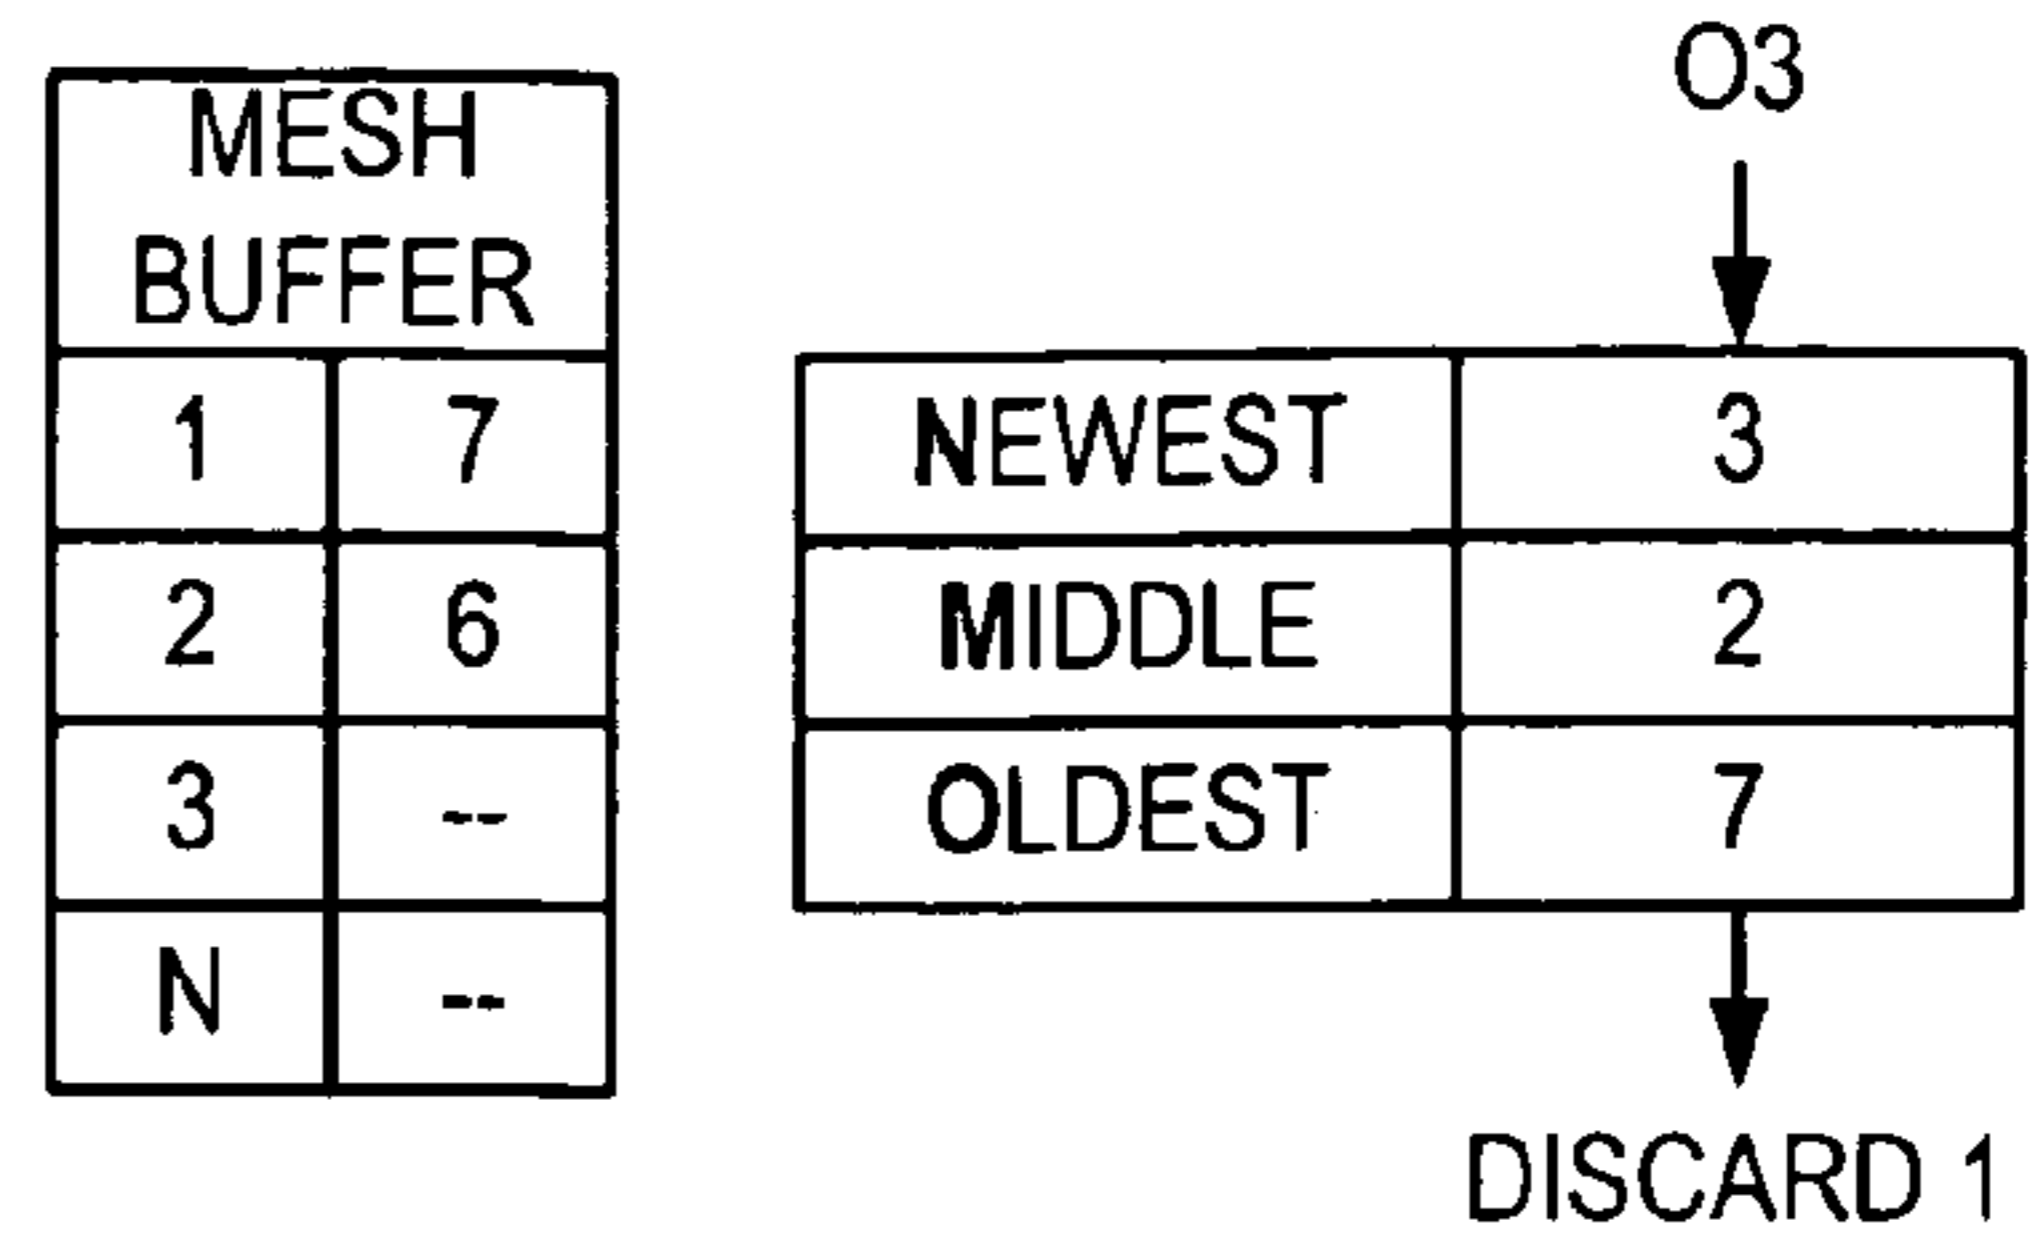 MESH
BUFFER
1 7
2 6
3 --
N --
O3
NEWEST 3
MIDDLE 2
OLDEST 7
DISCARD 1